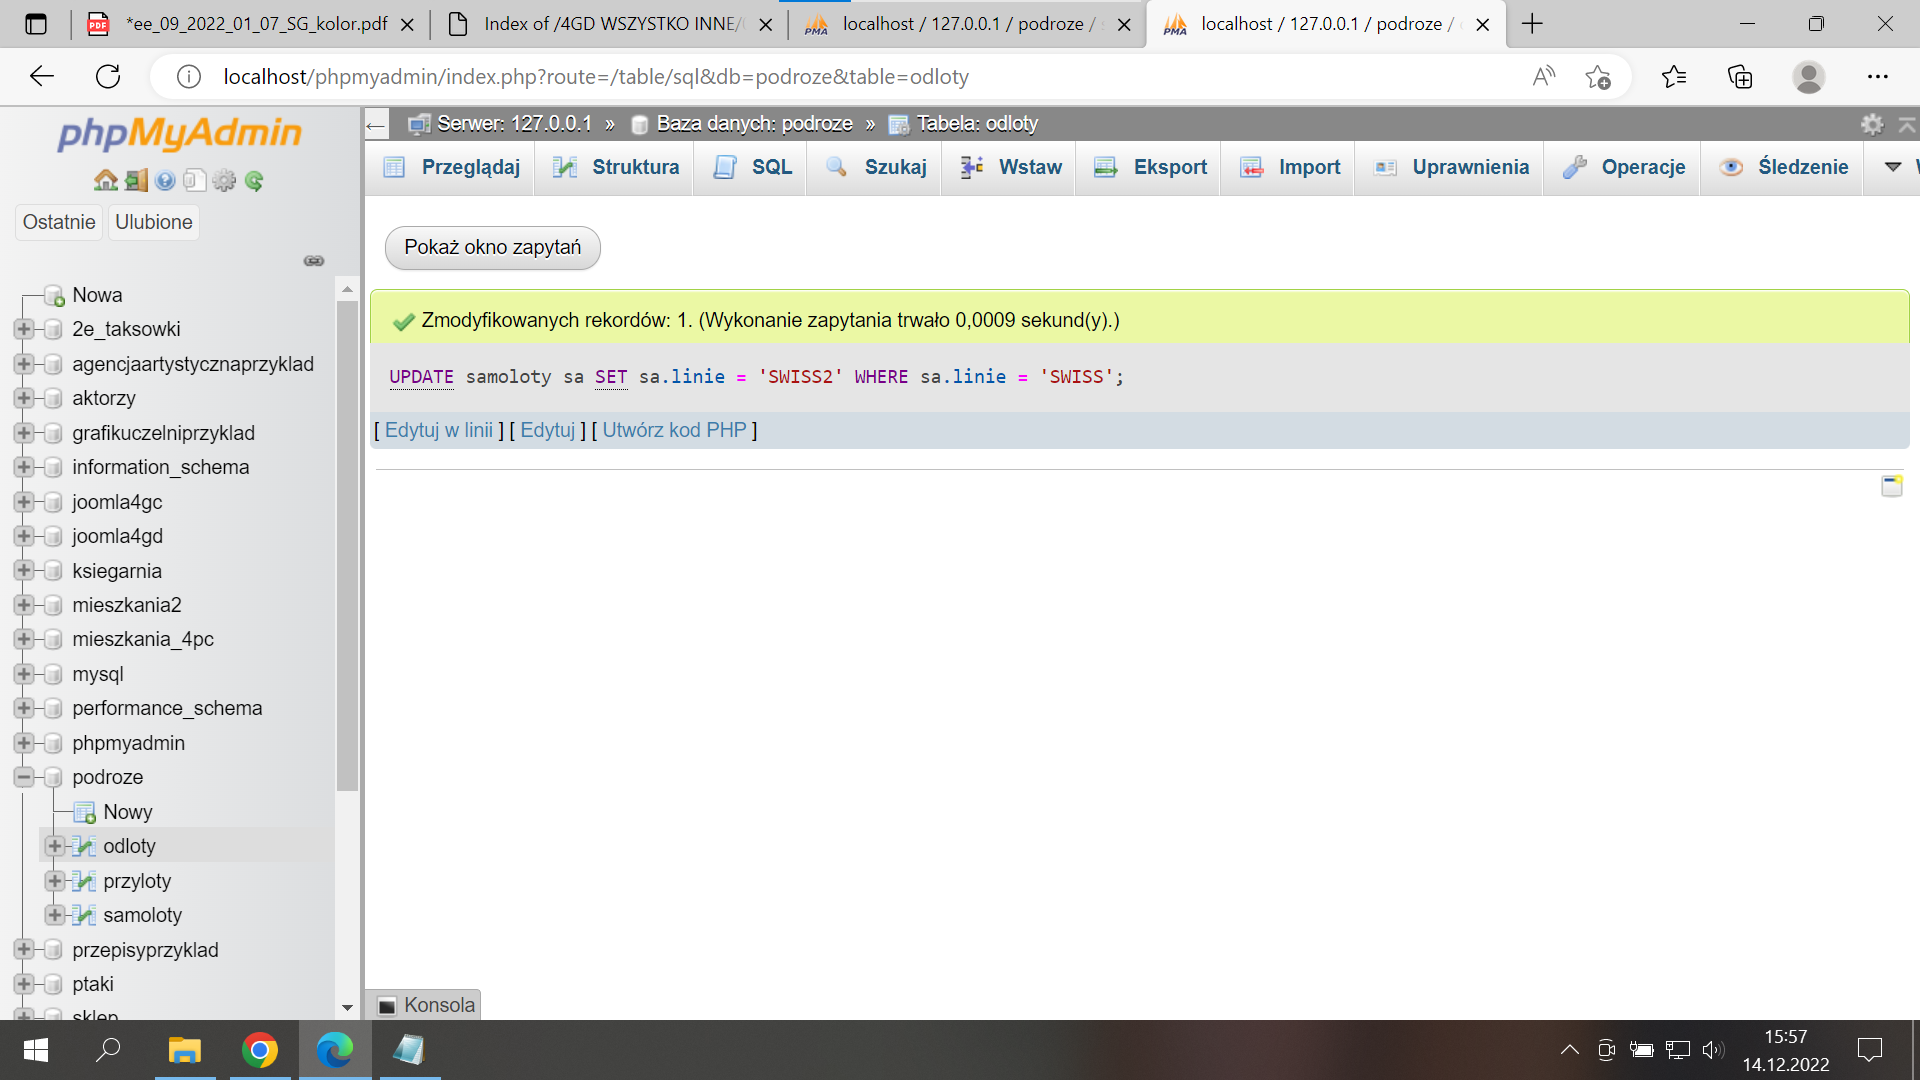 *ee_09_2022_01_07_SG_kolor.pdf
Index of /4GD WSZYSTKO INNE/
localhost / 127.0.0.1 / podroze /
localhost / 127.0.0.1 / podroze /
localhost/phpmyadmin/index.php?route=/table/sql&db=podroze&table=odloty
phpMyAdmin
Ostatnie
Ulubione
Nowa
2e_taksowki
agencjaartystycznaprzyklad
aktorzy
grafikuczelniprzyklad
information_schema
joomla4gc
joomla4gd
ksiegarnia
mieszkania2
mieszkania_4pc
mysql
performance_schema
phpmyadmin
podroze
Nowy
odloty
przyloty
samoloty
przepisyprzyklad
ptaki
sklep
Serwer: 127.0.0.1 » Baza danych: podroze » Tabela: odloty
Przeglądaj
Struktura
SQL
Szukaj
Wstaw
Eksport
Import
Uprawnienia
Operacje
Śledzenie
Pokaż okno zapytań
Zmodyfikowanych rekordów: 1. (Wykonanie zapytania trwało 0,0009 sekund(y).)
UPDATE samoloty sa SET sa.linie = 'SWISS2' WHERE sa.linie = 'SWISS';
[ Edytuj w linii ] [ Edytuj ] [ Utwórz kod PHP ]
Konsola
15:57
14.12.2022